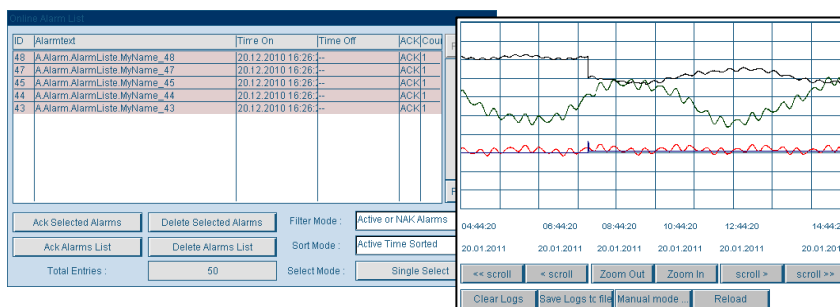 Online Alarm List
ID Alarmtext Time On Time Off ACK Cou
48 A.Alarm.AlarmListe.MyName_48 20.12.2010 16:26: -- ACK 1
47 A.Alarm.AlarmListe.MyName_47 20.12.2010 16:26: -- ACK 1
45 A.Alarm.AlarmListe.MyName_45 20.12.2010 16:26: -- ACK 1
44 A.Alarm.AlarmListe.MyName_44 20.12.2010 16:26: -- ACK 1
43 A.Alarm.AlarmListe.MyName_43 20.12.2010 16:26: -- ACK 1
Ack Selected Alarms Delete Selected Alarms Filter Mode : Active or NAK Alarms
Ack Alarms List Delete Alarms List Sort Mode : Active Time Sorted
Total Entries : 50 Select Mode : Single Select
04:44:20 06:44:20 08:44:20 10:44:20 12:44:20 14:44:2
20.01.2011 20.01.2011 20.01.2011 20.01.2011 20.01.2011 20.01.201
<< scroll < scroll Zoom Out Zoom In scroll > scroll >>
Clear Logs Save Logs to file Manual mode ... Reload